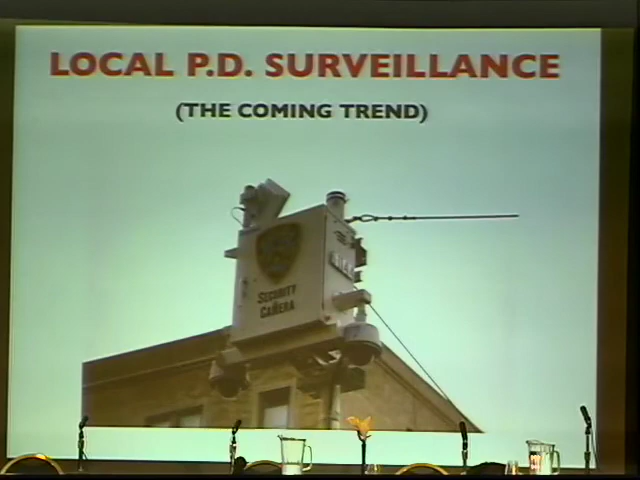 LOCAL P.D. SURVEILLANCE
(THE COMING TREND)
SECURITY
CAMERA